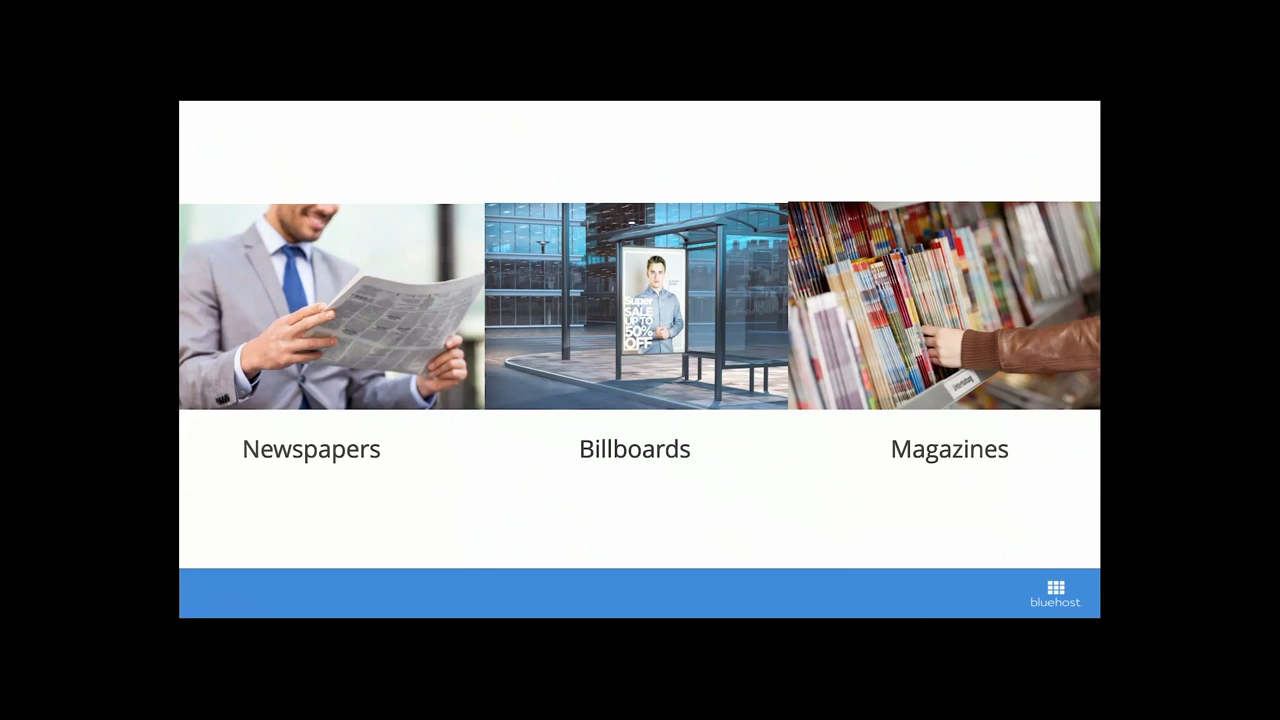 Super
SALE
UP TO
50%
OFF
Newspapers
Billboards
Magazines
bluehost